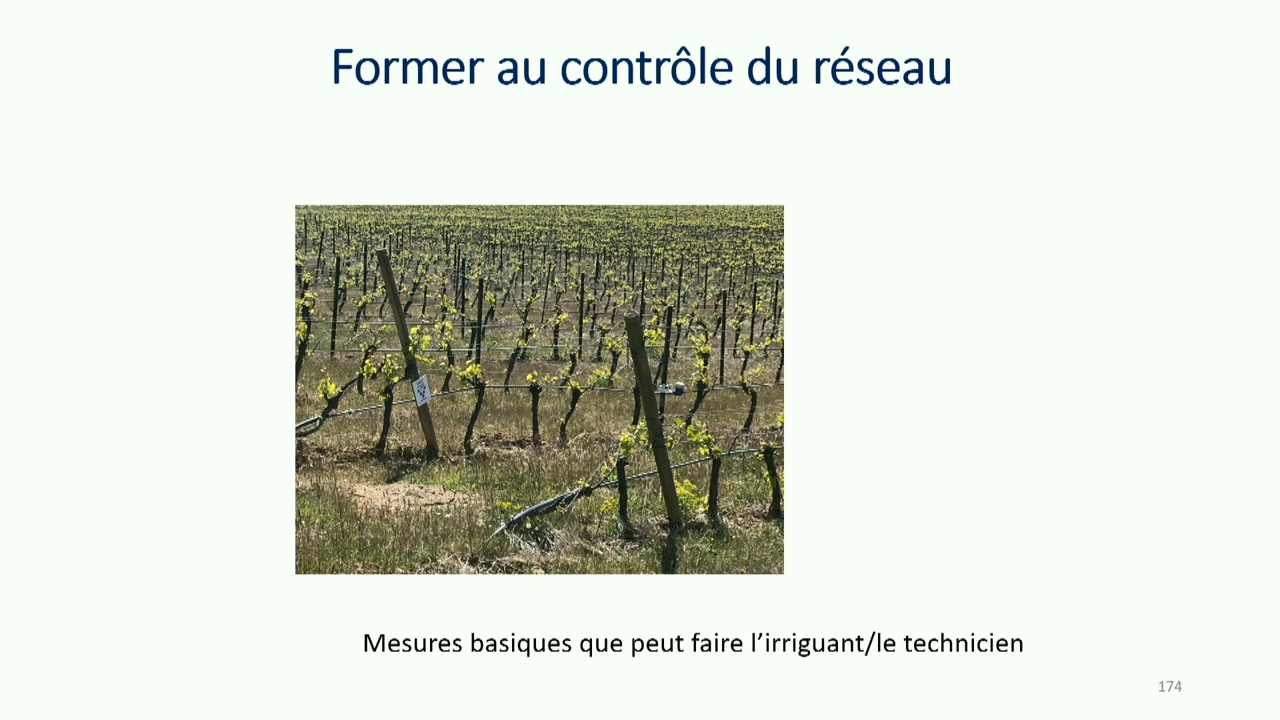 Former au contrôle du réseau
Mesures basiques que peut faire l’irriguant/le technicien
174